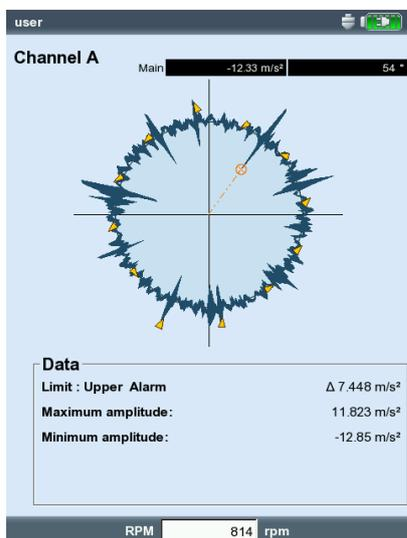 user
Channel A
Main -12.33 m/s² 54 °
Data
Limit : Upper Alarm Δ 7.448 m/s²
Maximum amplitude: 11.823 m/s²
Minimum amplitude: -12.85 m/s²
RPM 814 rpm